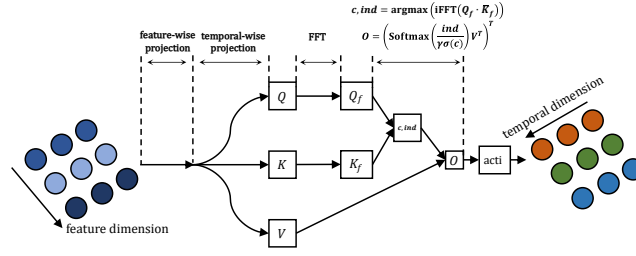 c, ind = argmax(iFFT(Q_f · K̄_f))
O = (Softmax(ind / γσ(c)) V^T)^T
feature-wise projection
temporal-wise projection
FFT
Q
Q_f
c, ind
K
K_f
O
acti
V
feature dimension
temporal dimension